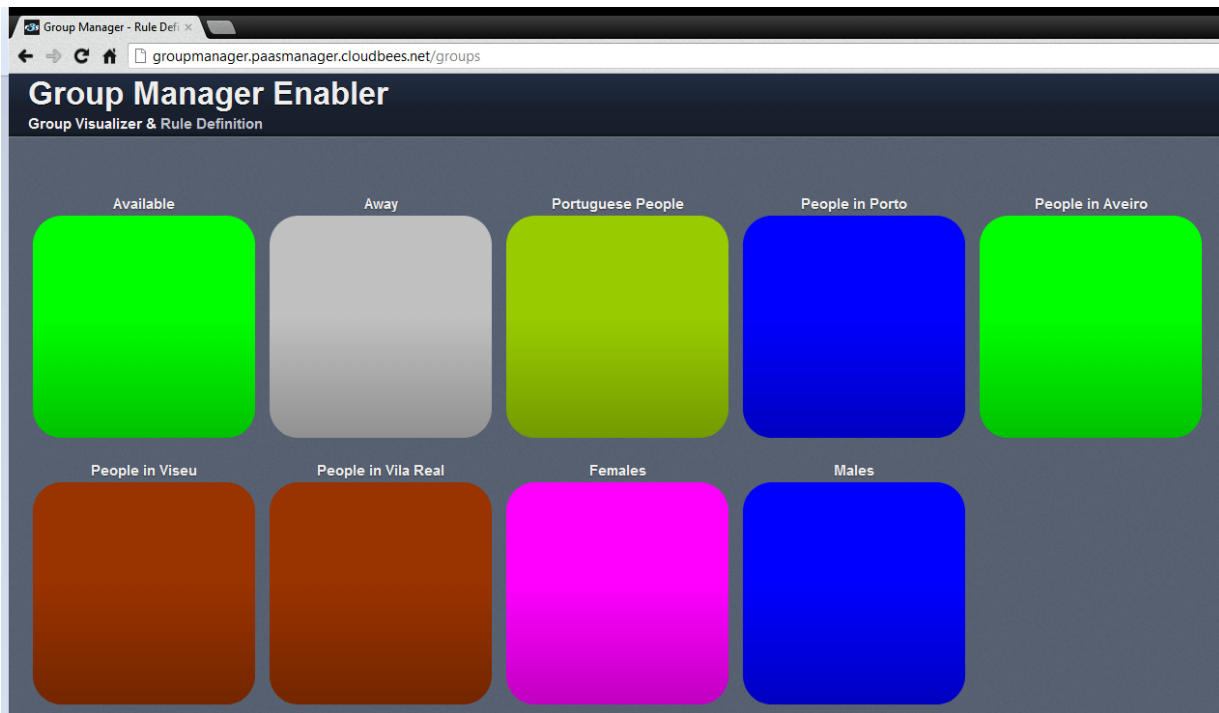 Group Manager - Rule Defi
groupmanager.paasmanager.cloudbees.net/groups
Group Manager Enabler
Group Visualizer & Rule Definition
Available Away Portuguese People People in Porto People in Aveiro
People in Viseu People in Vila Real Females Males